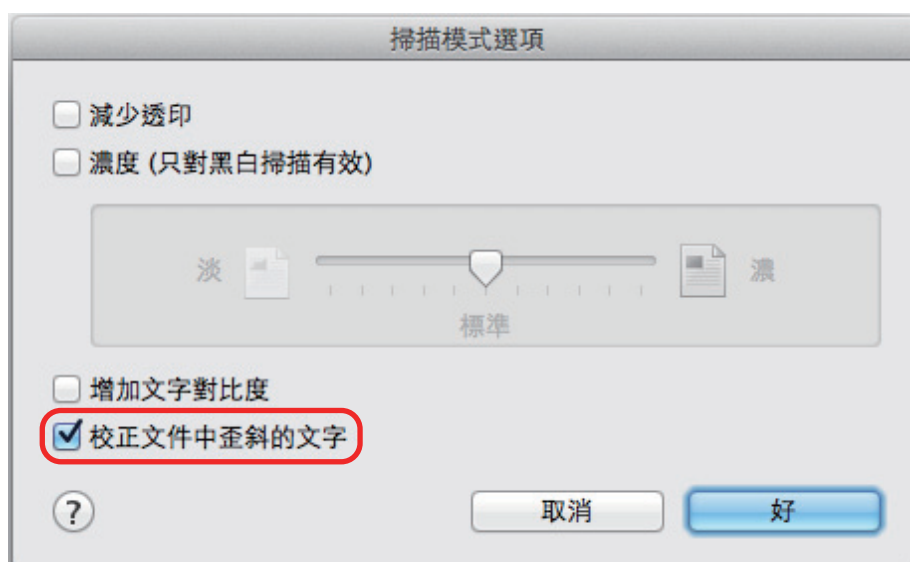 掃描模式選項
減少透印
濃度 (只對黑白掃描有效)
淡 濃
標準
增加文字對比度
校正文件中歪斜的文字
? 取消 好